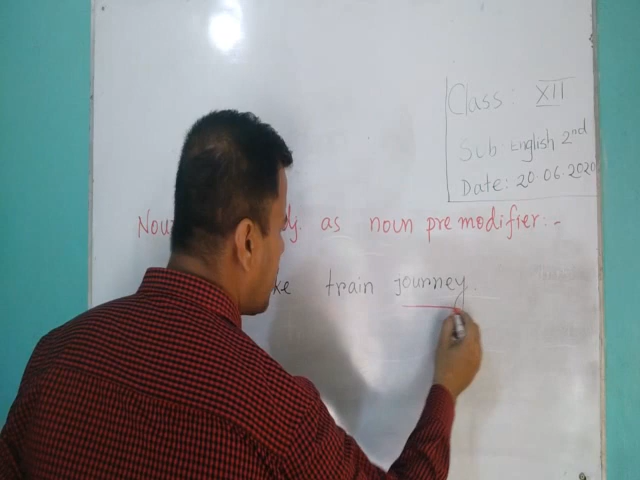 Class: XII
Sub: English 2nd
Date: 20.06.2020
as noun premodifier:-
train journey.